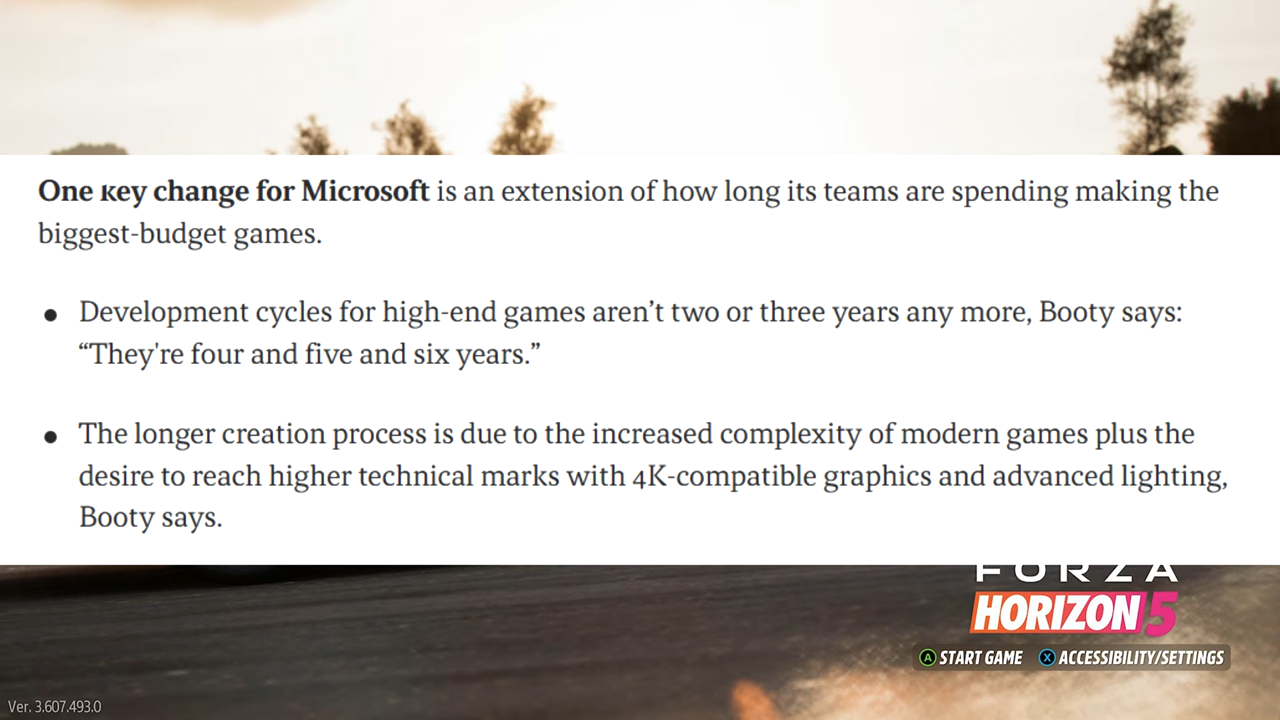 One key change for Microsoft is an extension of how long its teams are spending making the
biggest-budget games.
• Development cycles for high-end games aren’t two or three years any more, Booty says:
“They're four and five and six years.”
• The longer creation process is due to the increased complexity of modern games plus the
desire to reach higher technical marks with 4K-compatible graphics and advanced lighting,
Booty says.
FORZA
HORIZON 5
A START GAME X ACCESSIBILITY/SETTINGS
Ver. 3.607.493.0